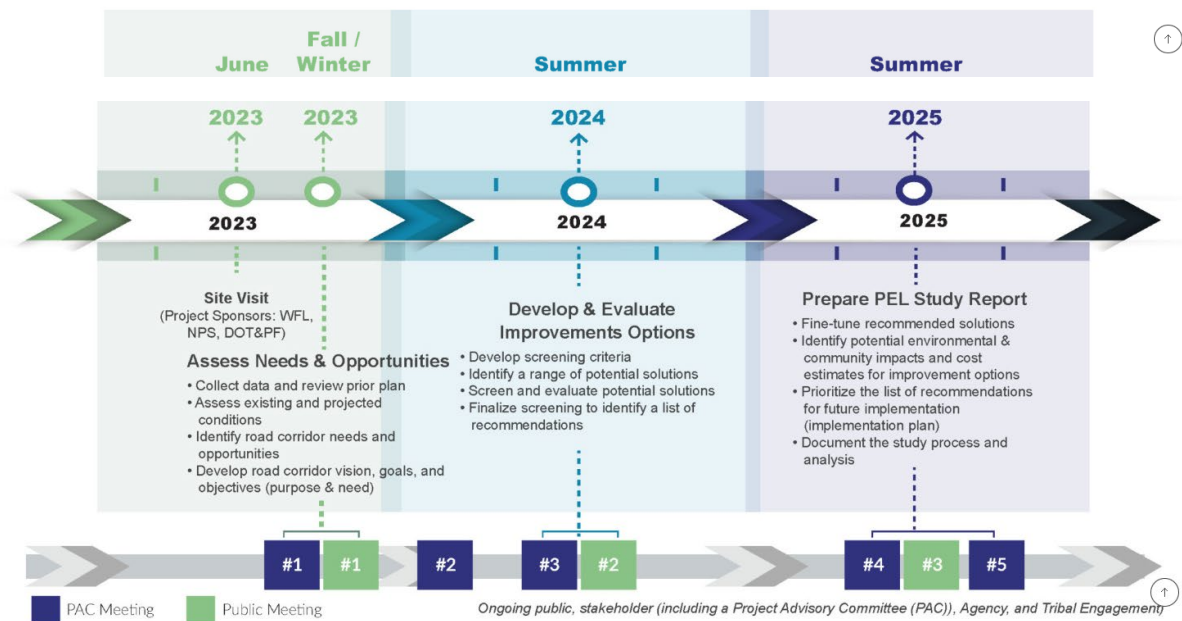 June
Fall /
Winter
Summer
Summer
2023
2023
2024
2025
2023
2024
2025
Site Visit
(Project Sponsors: WFL,
NPS, DOT&PF)
Assess Needs & Opportunities
• Collect data and review prior plan
• Assess existing and projected
conditions
• Identify road corridor needs and
opportunities
• Develop road corridor vision, goals, and
objectives (purpose & need)
Develop & Evaluate
Improvements Options
• Develop screening criteria
• Identify a range of potential solutions
• Screen and evaluate potential solutions
• Finalize screening to identify a list of
recommendations
Prepare PEL Study Report
• Fine-tune recommended solutions
• Identify potential environmental &
community impacts and cost
estimates for improvement options
• Prioritize the list of recommendations
for future implementation
(implementation plan)
• Document the study process and
analysis
#1
#1
#2
#3
#2
#4
#3
#5
PAC Meeting
Public Meeting
Ongoing public, stakeholder (including a Project Advisory Committee (PAC)), Agency, and Tribal Engagement)